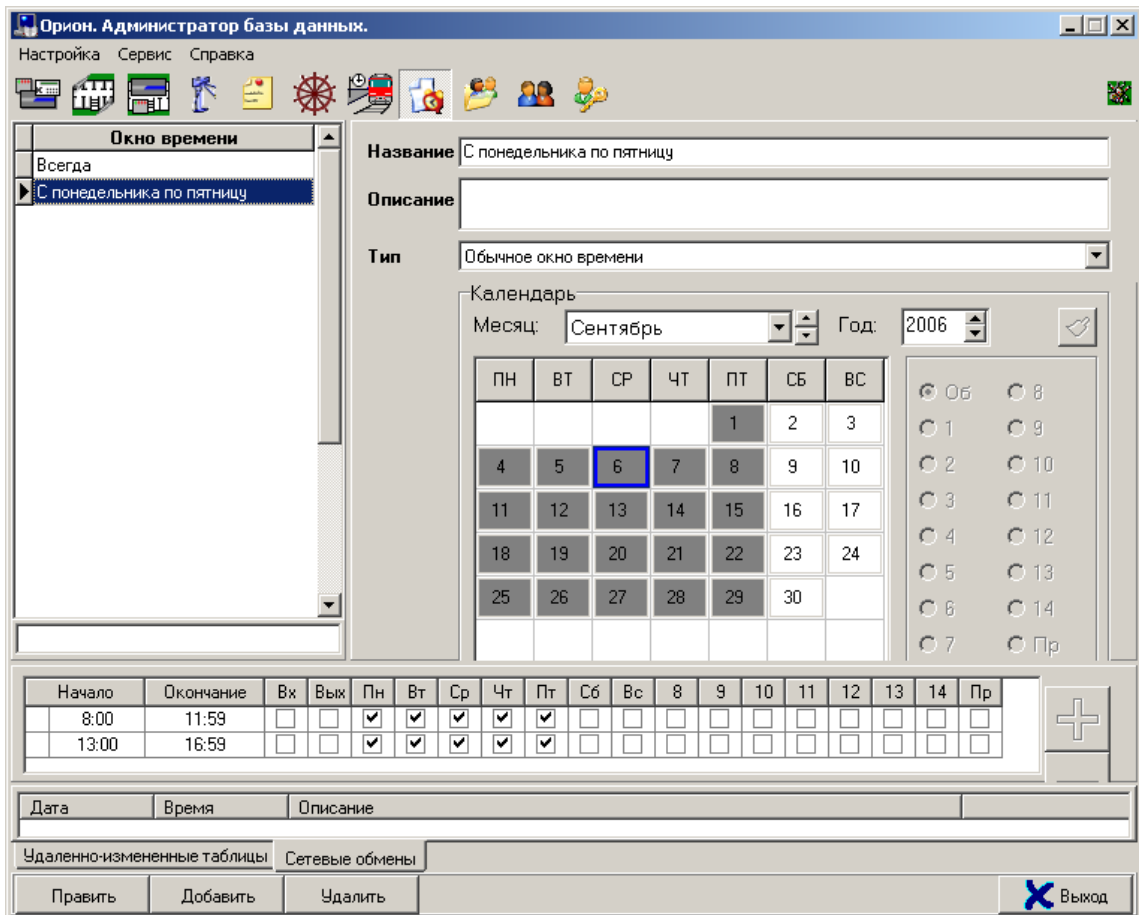 Орион. Администратор базы данных.
Настройка Сервис Справка
Окно времени
Всегда
С понедельника по пятницу
Название С понедельника по пятницу
Описание
Тип Обычное окно времени
Календарь
Месяц: Сентябрь Год: 2006
ПН ВТ СР ЧТ ПТ СБ ВС
1 2 3
4 5 6 7 8 9 10
11 12 13 14 15 16 17
18 19 20 21 22 23 24
25 26 27 28 29 30
Об 8
1 9
2 10
3 11
4 12
5 13
6 14
7 Пр
Начало Окончание Вх Вых Пн Вт Ср Чт Пт Сб Вс 8 9 10 11 12 13 14 Пр
8:00 11:59
13:00 16:59
Дата Время Описание
Удаленно-измененные таблицы Сетевые обмены
Править Добавить Удалить Выход